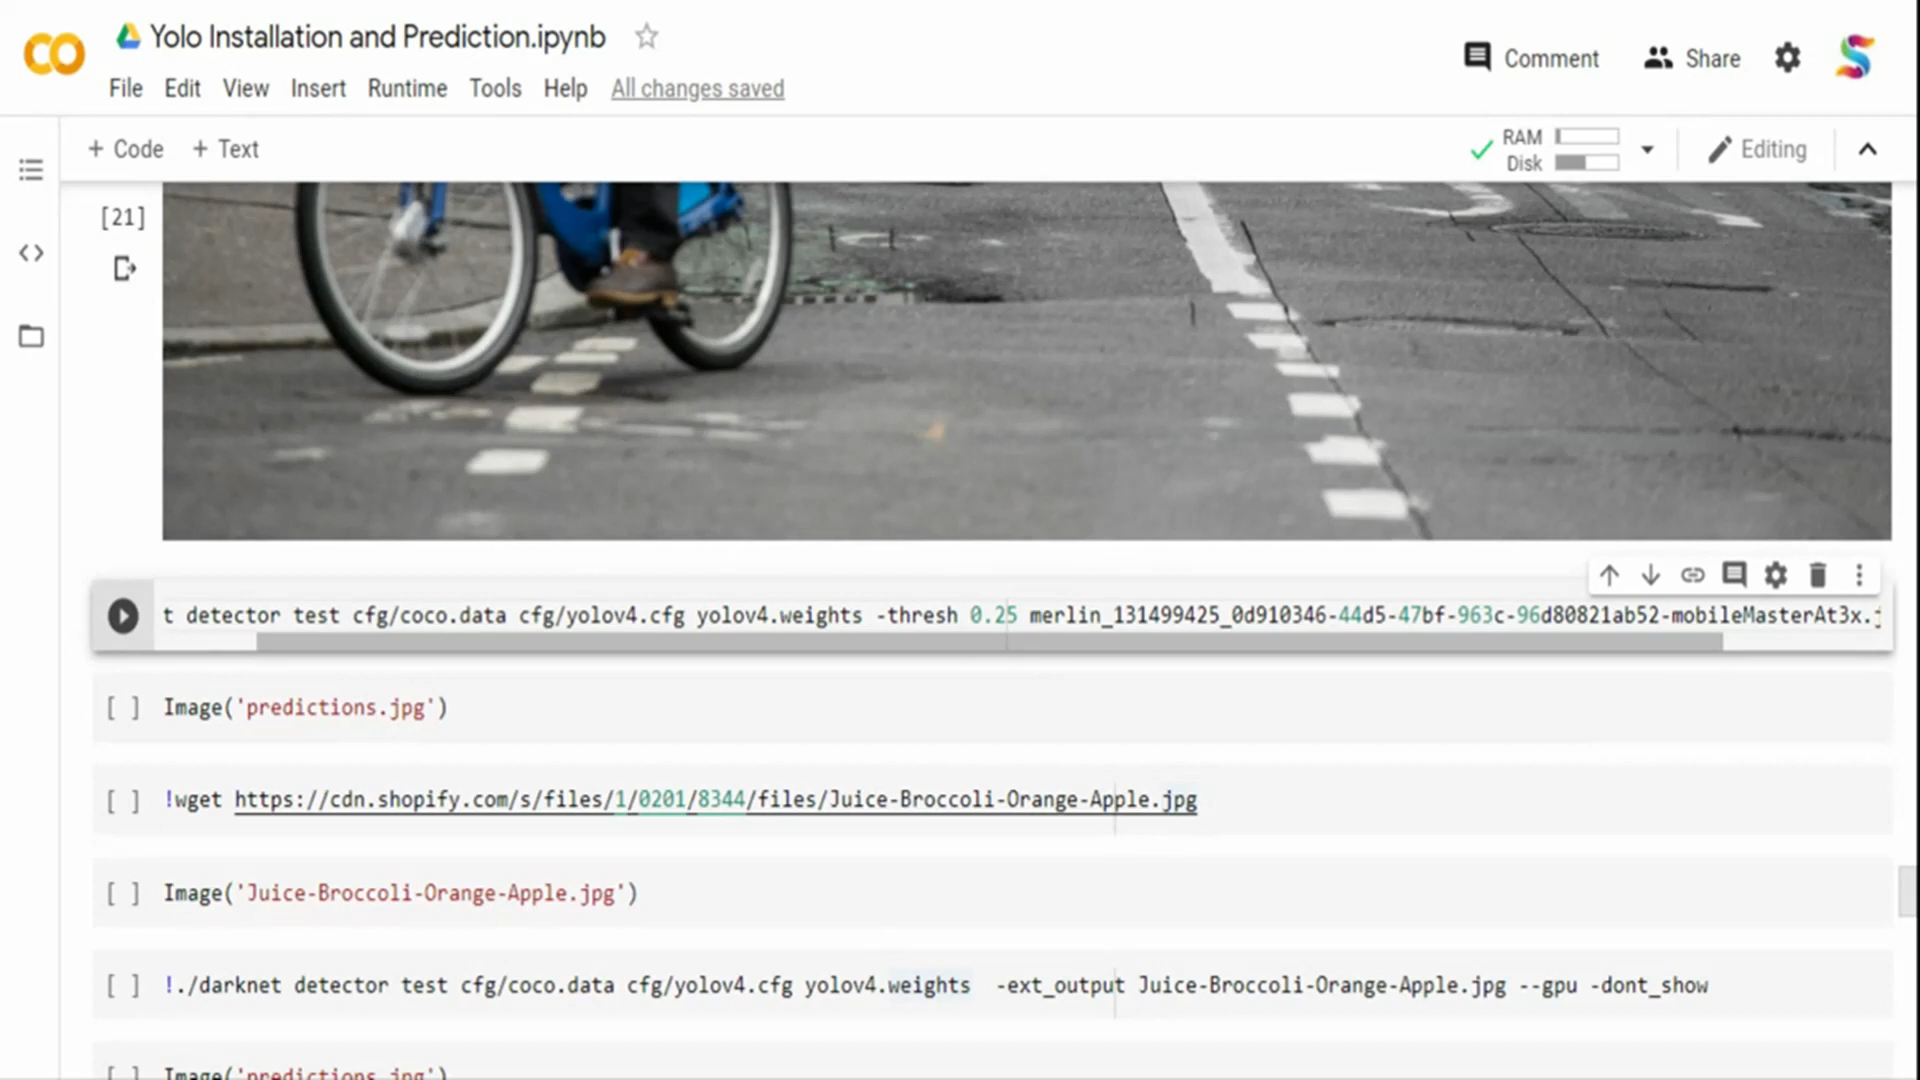 Yolo Installation and Prediction.ipynb
Comment
Share
File Edit View Insert Runtime Tools Help All changes saved
+ Code + Text
RAM
Disk
Editing
[21]
t detector test cfg/coco.data cfg/yolov4.cfg yolov4.weights -thresh 0.25 merlin_131499425_0d910346-44d5-47bf-963c-96d80821ab52-mobileMasterAt3x.j
[ ] Image('predictions.jpg')
[ ] !wget https://cdn.shopify.com/s/files/1/0201/8344/files/Juice-Broccoli-Orange-Apple.jpg
[ ] Image('Juice-Broccoli-Orange-Apple.jpg')
[ ] !./darknet detector test cfg/coco.data cfg/yolov4.cfg yolov4.weights -ext_output Juice-Broccoli-Orange-Apple.jpg --gpu -dont_show
[ ] Image('predictions.jpg')